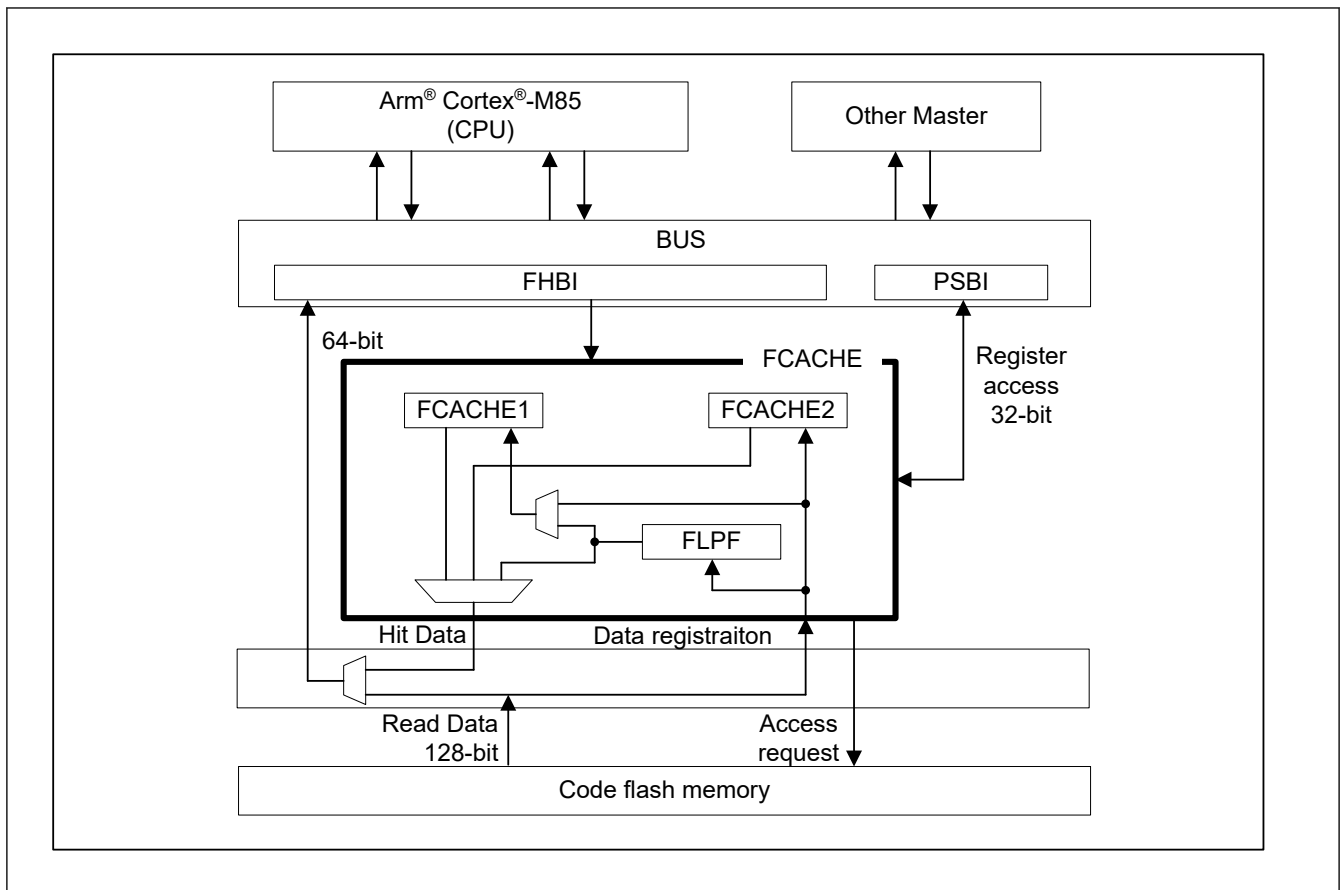 Arm® Cortex®-M85
(CPU)
Other Master
BUS
FHBI
PSBI
64-bit
FCACHE
Register
access
32-bit
FCACHE1
FCACHE2
FLPF
Hit Data
Data registraiton
Read Data
128-bit
Access
request
Code flash memory